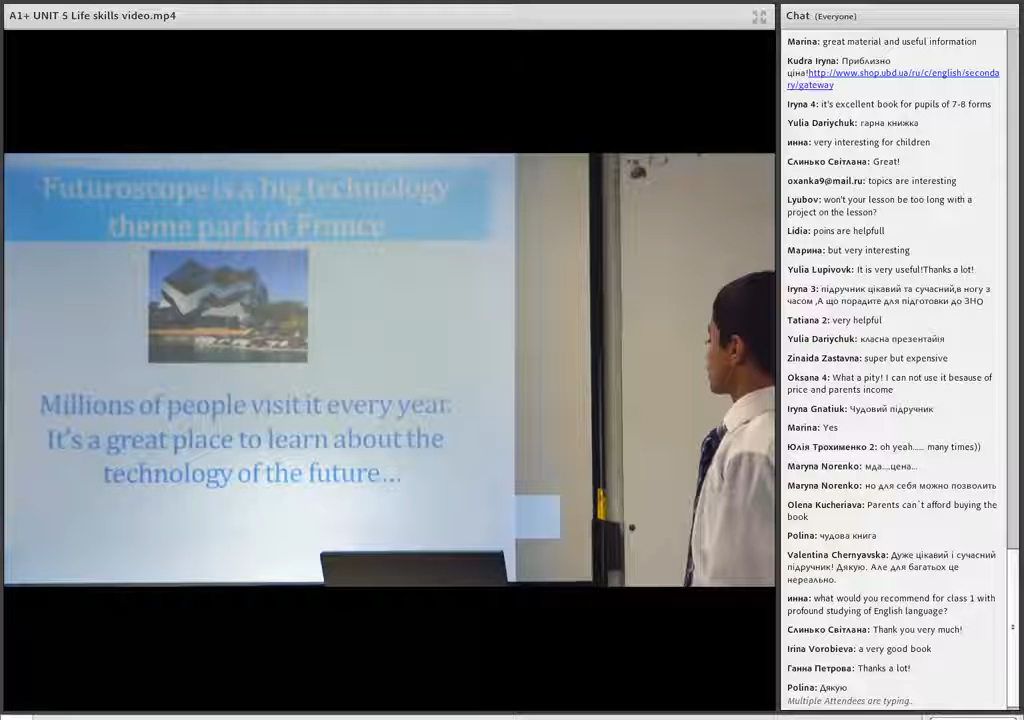 A1+ UNIT 5 Life skills video.mp4
Futuroscope is a big technology
theme park in France
Millions of people visit it every year.
It's a great place to learn about the
technology of the future...
Chat (Everyone)
Marina: great material and useful information
Kudra Iryna: Приблизно
ціна!http://www.shop.ubd.ua/ru/c/english/seconda
ry/gateway
Iryna 4: it's excellent book for pupils of 7-8 forms
Yulia Dariychuk: гарна книжка
инна: very interesting for children
Слинько Світлана: Great!
oxanka9@mail.ru: topics are interesting
Lyubov: won't your lesson be too long with a
project on the lesson?
Lidia: poins are helpfull
Марина: but very interesting
Yulia Lupivovk: It is very useful!Thanks a lot!
Iryna 3: підручник цікавий та сучасний,в ногу з
часом ,А що порадите для підготовки до ЗНО
Tatiana 2: very helpful
Yulia Dariychuk: класна презентаійя
Zinaida Zastavna: super but expensive
Oksana 4: What a pity! I can not use it besause of
price and parents income
Iryna Gnatiuk: Чудовий підручник
Marina: Yes
Юлія Трохименко 2: oh yeah..... many times))
Maryna Norenko: мда....цена...
Maryna Norenko: но для себя можно позволить
Olena Kucheriava: Parents can`t afford buying the
book
Polina: чудова книга
Valentina Chernyavska: Дуже цікавий і сучасний
підручник! Дякую. Але для багатьох це
нереально.
инна: what would you recommend for class 1 with
profound studying of English language?
Слинько Світлана: Thank you very much!
Irina Vorobieva: a very good book
Ганна Петрова: Thanks a lot!
Polina: Дякую
Multiple Attendees are typing.